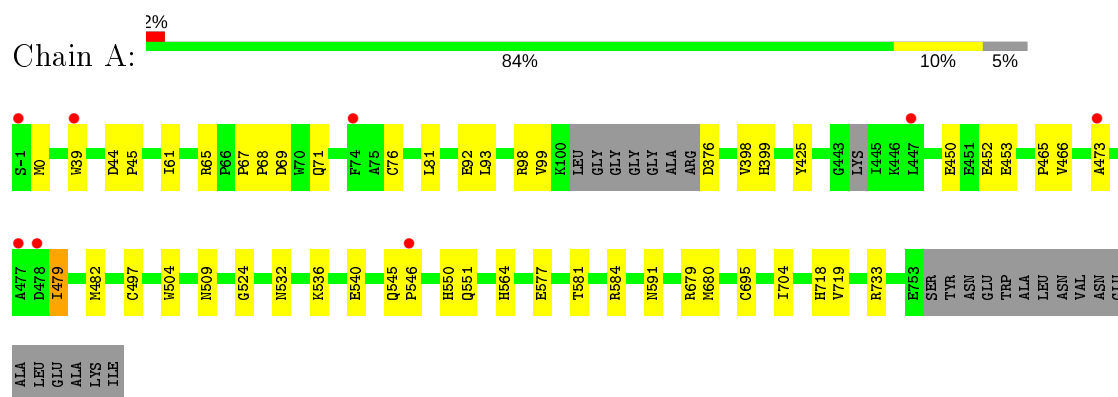 2%
Chain A:
84% 10% 5%
S-1 M0 W39 D44 P45 I61 R65 P66 P67 P68 D69 W70 Q71 F74 A75 C76 L81 E92 L93 R98 V99 K100 LEU GLY GLY GLY GLY ALA ARG D376 V398 H399 Y425 G443 LYS I445 K446 L447 E450 E451 E452 E453 P465 V466 A473
A477 D478 I479 M482 C497 W504 N509 G524 N532 K536 E540 Q545 P546 H550 Q551 H564 E577 T581 R584 N591 R679 M680 C695 I704 H718 V719 R733 E753 SER TYR ASN GLU TRP ALA LEU ASN VAL ASN
ALA LEU GLU ALA LYS ILE